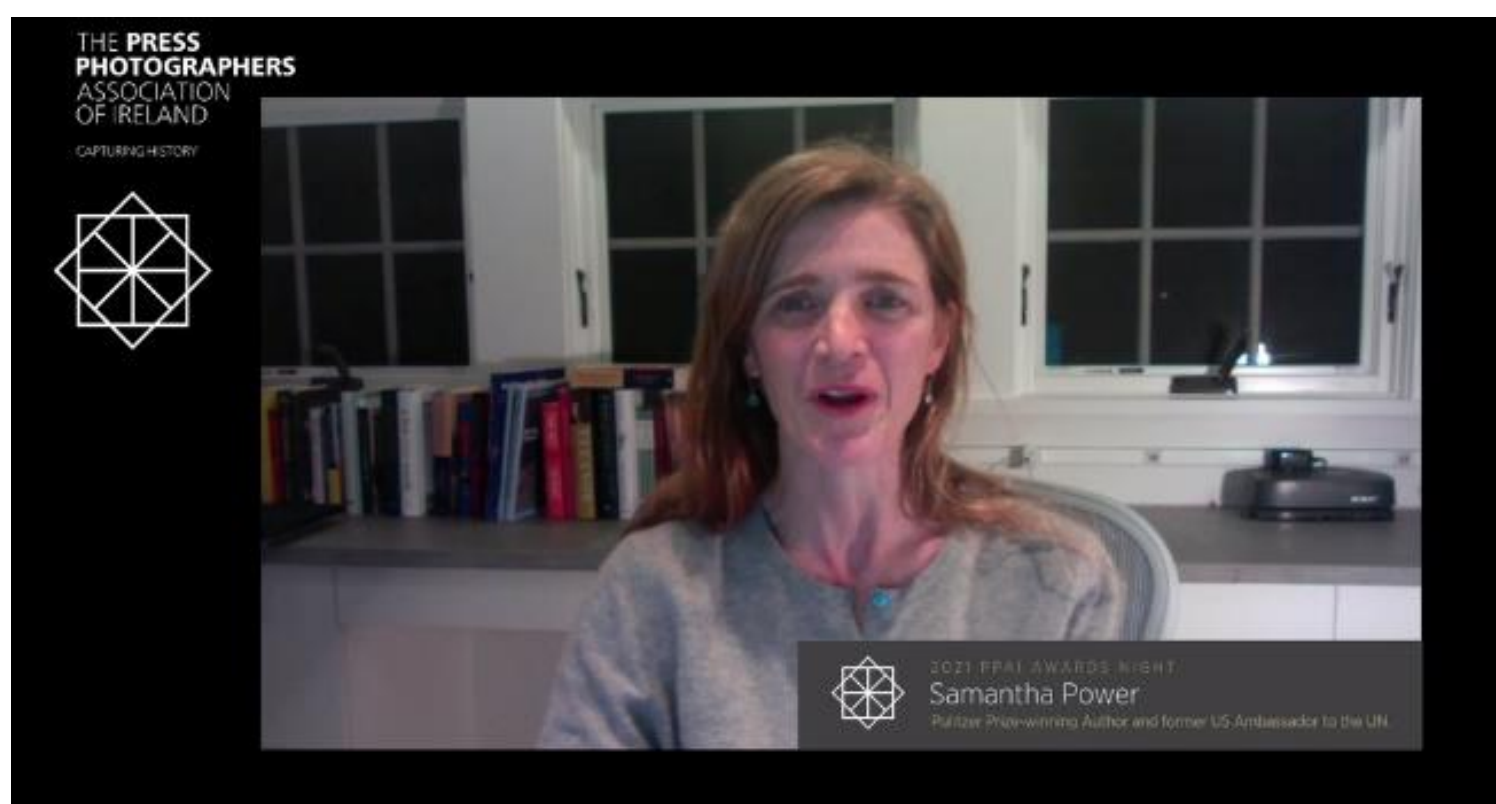 THE PRESS
PHOTOGRAPHERS
ASSOCIATION
OF IRELAND
CAPTURING HISTORY
2021 PPAI AWARDS NIGHT
Samantha Power
Pulitzer Prize-winning Author and former US Ambassador to the UN